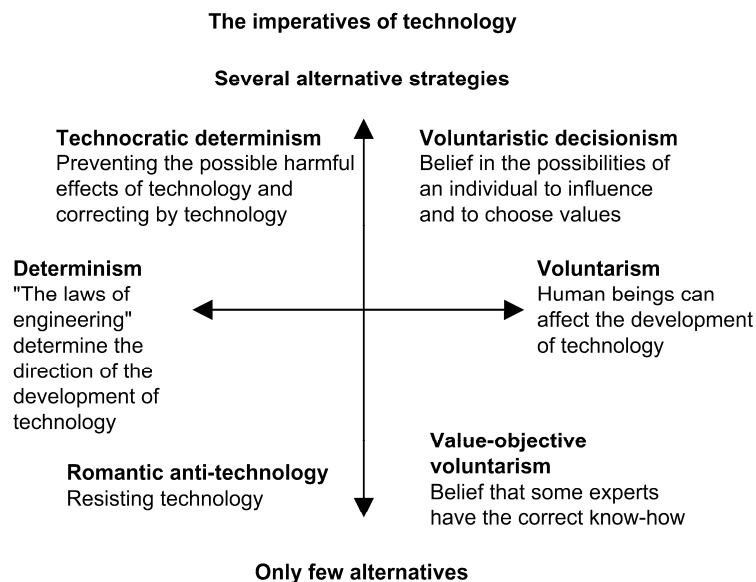 The imperatives of technology
Several alternative strategies
Technocratic determinism
Preventing the possible harmful
effects of technology and
correcting by technology
Voluntaristic decisionism
Belief in the possibilities of
an individual to influence
and to choose values
Determinism
"The laws of
engineering"
determine the
direction of the
development of
technology
Voluntarism
Human beings can
affect the development
of technology
Romantic anti-technology
Resisting technology
Value-objective
voluntarism
Belief that some experts
have the correct know-how
Only few alternatives